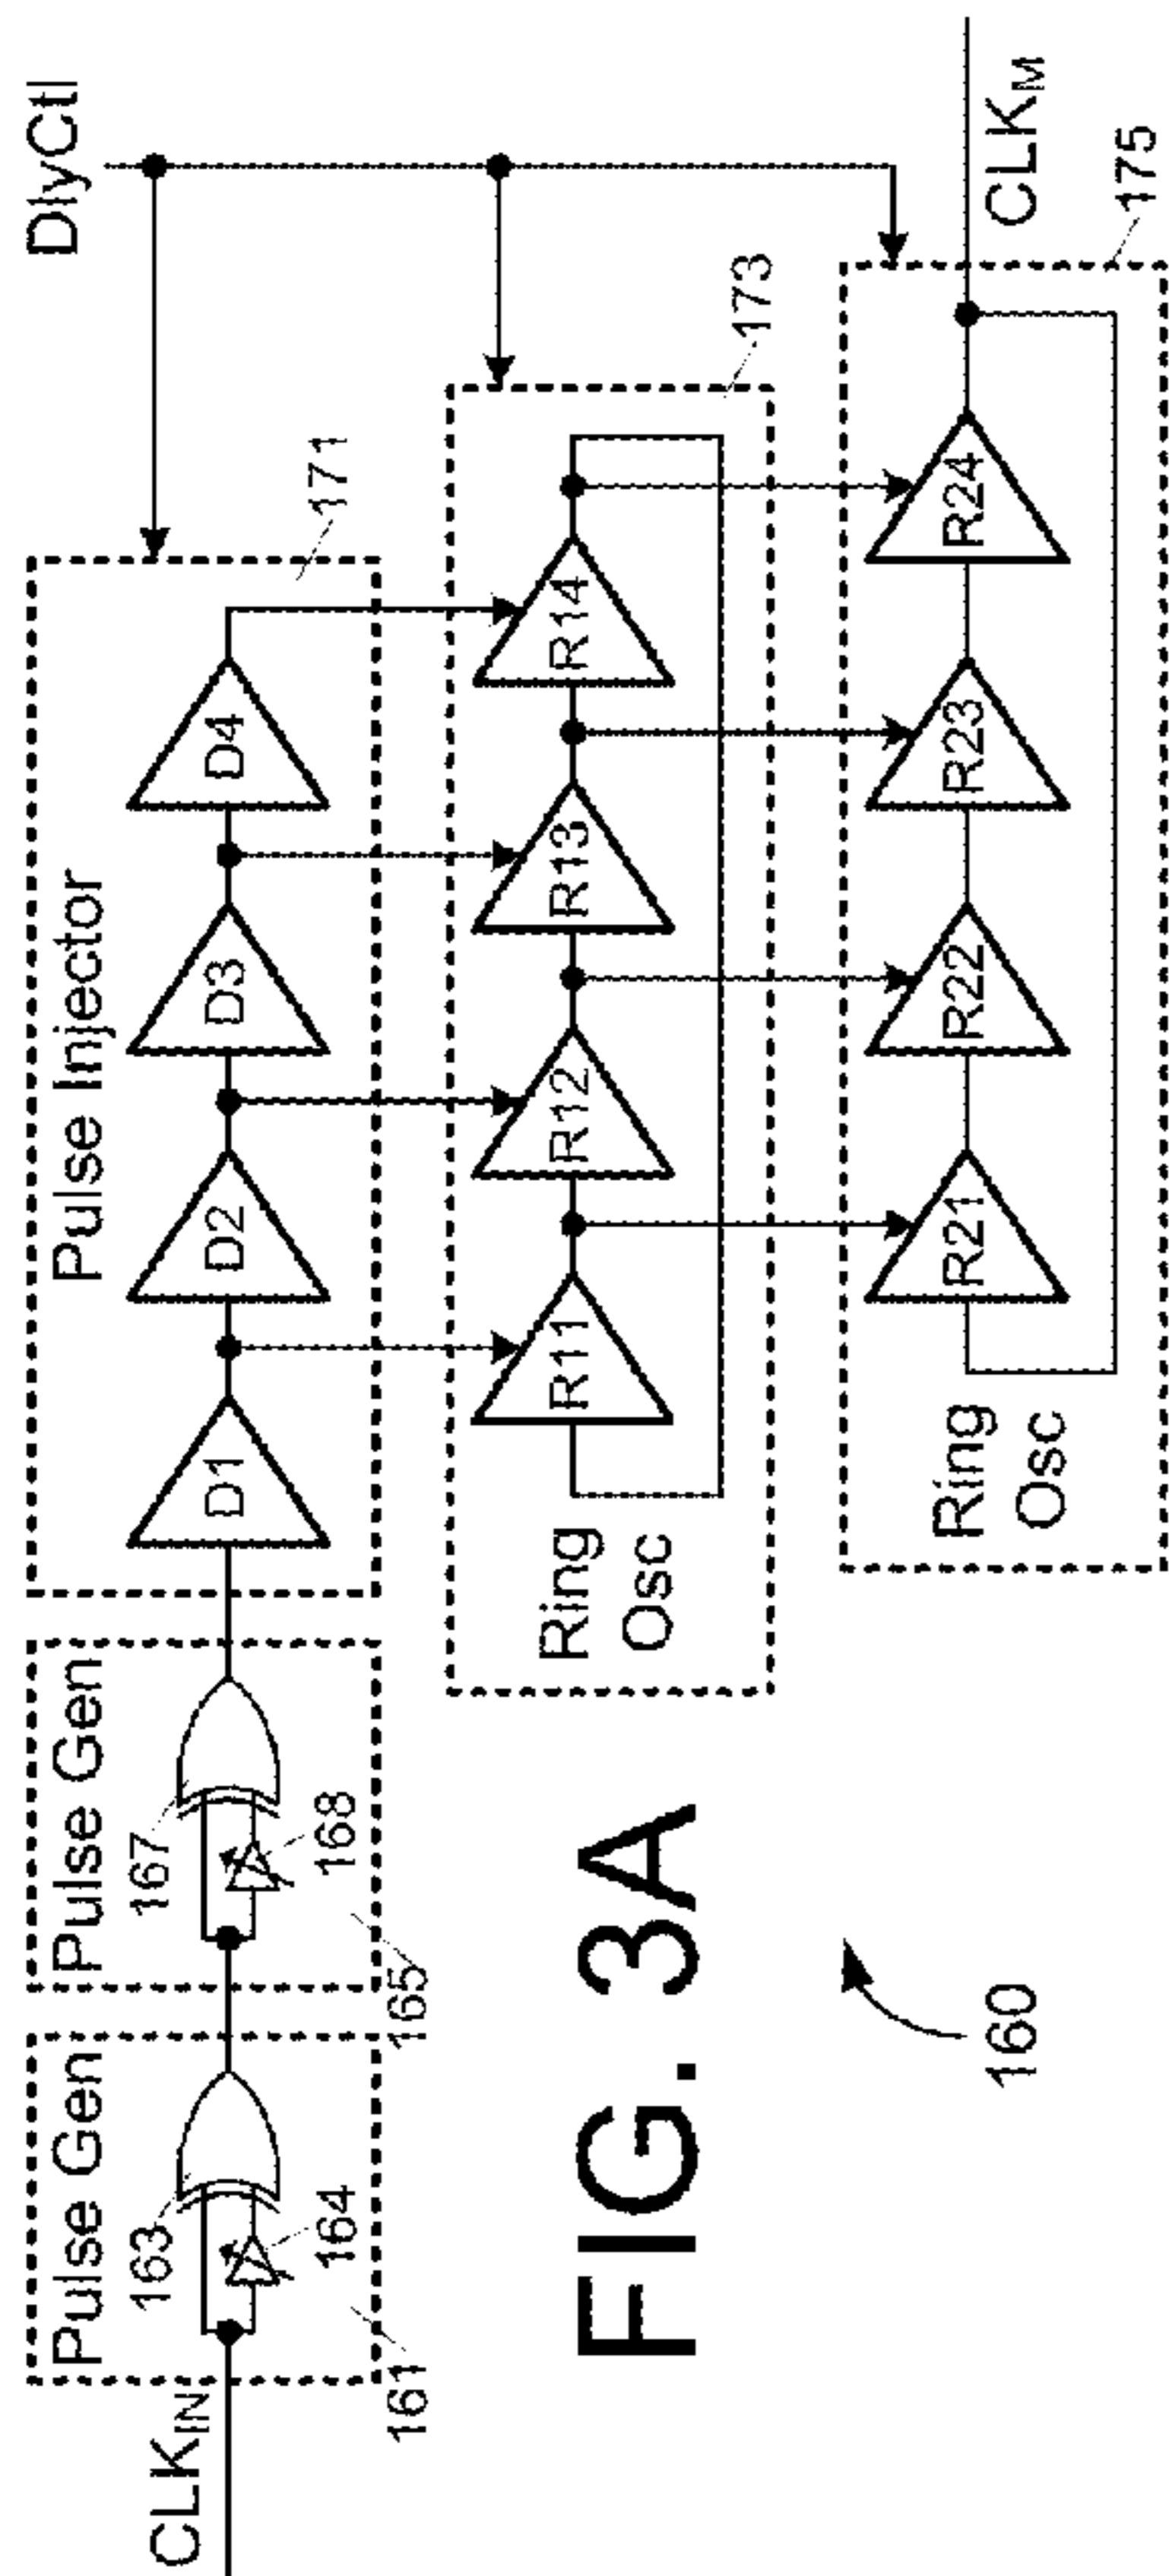 CLKIN
Pulse Gen
163
164
161
Pulse Gen
167
168
165
Pulse Injector
D1
D2
D3
D4
171
DlyCtl
Ring
Osc
R11
R12
R13
R14
173
Ring
Osc
R21
R22
R23
R24
CLKM
175
FIG. 3A
160